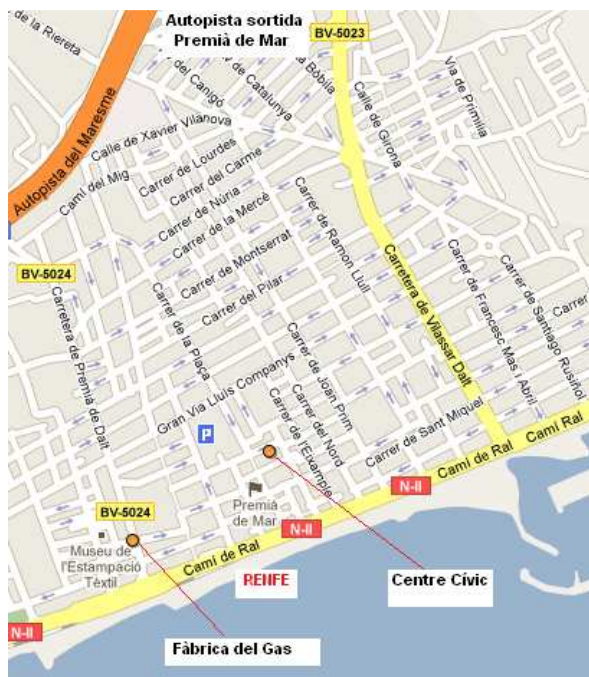 Autopista sortida
Premià de Mar
BV-5023
de la Riereta
del Canigó
de Catalunya
la Bòbila
Via de Primilia
Calle de Girona
Autopista del Maresme
Calle de Xavier Vilanova
Camí del Mig
Carrer de Lourdes
Carrer del Carme
Carrer de Núria
Carrer de la Mercè
Carrer de Ramon Llull
BV-5024
Carrer de Montserrat
Carrer del Pilar
Carretera de Vilassar Dalt
Carrer de Francesc Mas i Abril
Carrer de Santiago Rusiñol
Carrer
Carretera de Premià de Dalt
Carrer de la Plaça
Gran Via Lluís Companys
Carrer de Joan Prim
Carrer del Nord
Carrer de l'Eixample
P
Carrer de Sant Miquel
Camí de Ral
Camí Ral
N-II
BV-5024
Premià
de Mar
Museu de
l'Estampació
Tèxtil
Camí de Ral
N-II
RENFE
Centre Cívic
N-II
Fàbrica del Gas